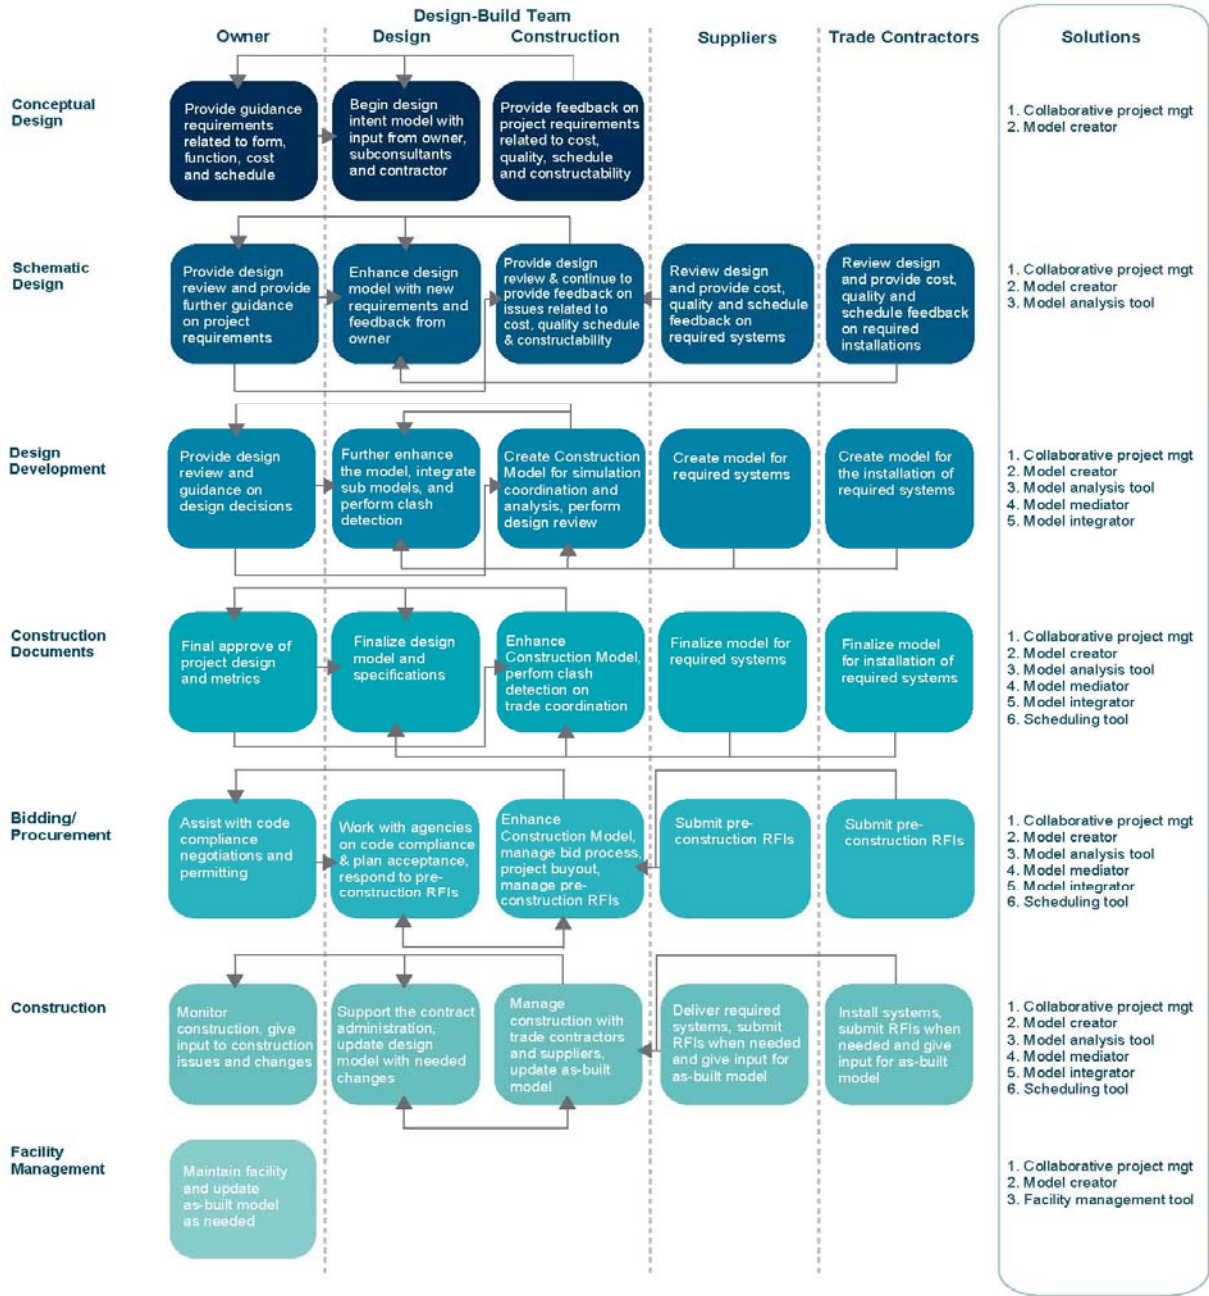 Design-Build Team
Owner
Design
Construction
Suppliers
Trade Contractors
Solutions
Conceptual
Design
Provide guidance
requirements
related to form,
function, cost
and schedule
Begin design
intent model with
input from owner,
subconsultants
and contractor
Provide feedback on
project requirements
related to cost,
quality, schedule
and constructability
1. Collaborative project mgt
2. Model creator
Schematic
Design
Provide design
review and provide
further guidance
on project
requirements
Enhance design
model with new
requirements and
feedback from
owner
Provide design
review & continue to
provide feedback on
issues related to
cost, quality schedule
& constructability
Review design
and provide cost,
quality and schedule
feedback on
required systems
Review design
and provide cost,
quality and
schedule feedback
on required
installations
1. Collaborative project mgt
2. Model creator
3. Model analysis tool
Design
Development
Provide design
review and
guidance on
design decisions
Further enhance
the model, integrate
sub models, and
perform clash
detection
Create Construction
Model for simulation
coordination and
analysis, perform
design review
Create model for
required systems
Create model for
the installation of
required systems
1. Collaborative project mgt
2. Model creator
3. Model analysis tool
4. Model mediator
5. Model integrator
Construction
Documents
Final approve of
project design
and metrics
Finalize design
model and
specifications
Enhance
Construction Model,
perfom clash
detection on
trade coordination
Finalize model for
required systems
Finalize model
for installation of
required systems
1. Collaborative project mgt
2. Model creator
3. Model analysis tool
4. Model mediator
5. Model integrator
6. Scheduling tool
Bidding/
Procurement
Assist with code
compliance
negotiations and
permitting
Work with agencies
on code compliance
& plan acceptance,
respond to pre-
construction RFIs
Enhance
Construction Model,
manage bid process,
project buyout,
manage pre-
construction RFIs
Submit pre-
construction RFIs
Submit pre-
construction RFIs
1. Collaborative project mgt
2. Model creator
3. Model analysis tool
4. Model mediator
5. Model integrator
6. Scheduling tool
Construction
Monitor
construction, give
input to construction
issues and changes
Support the contract
administration,
update design
model with needed
changes
Manage
construction with
trade contractors
and suppliers,
update as-built
model
Deliver required
systems, submit
RFIs when needed
and give input for
as-built model
Install systems,
submit RFIs when
needed and give
input for as-built
model
1. Collaborative project mgt
2. Model creator
3. Model analysis tool
4. Model mediator
5. Model integrator
6. Scheduling tool
Facility
Management
Maintain facility
and update
as-built model
as needed
1. Collaborative project mgt
2. Model creator
3. Facility management tool